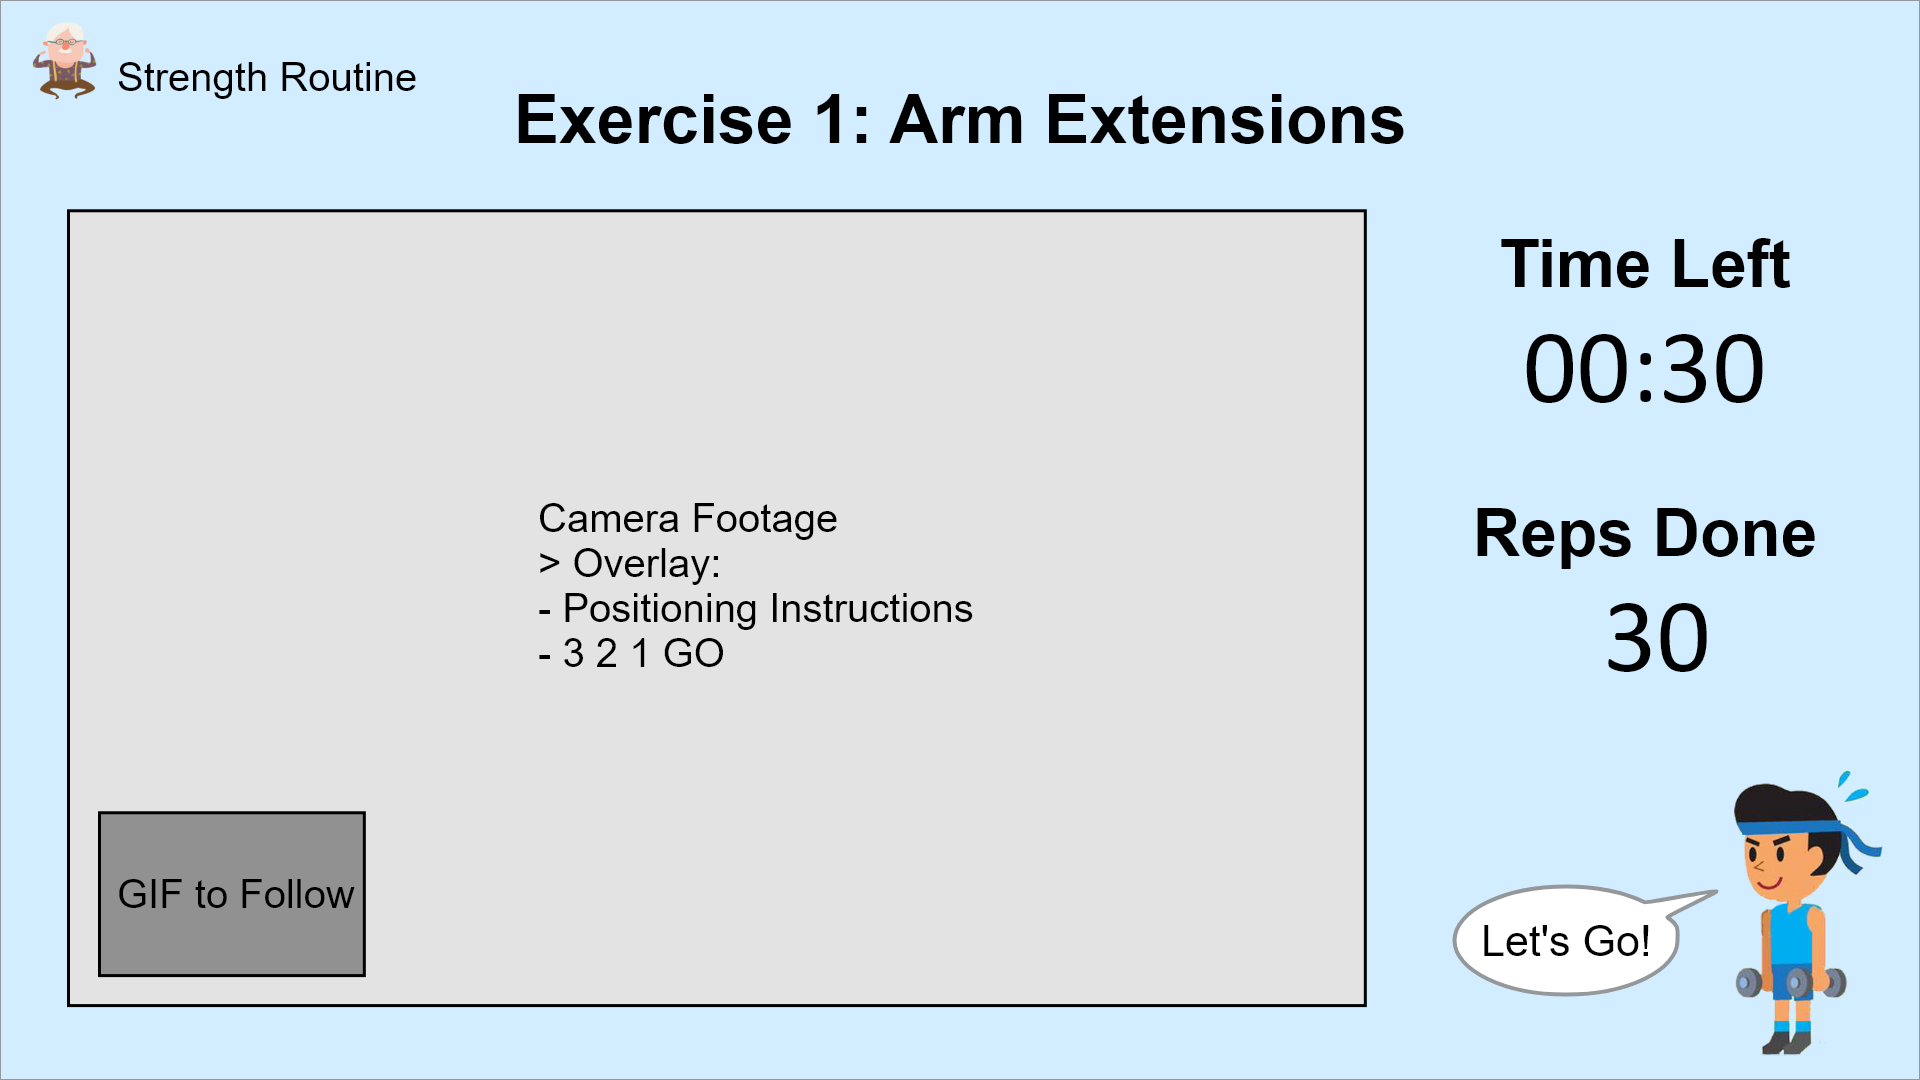 Strength Routine
Exercise 1: Arm Extensions
Time Left
00:30
Reps Done
30
Camera Footage
> Overlay:
- Positioning Instructions
- 3 2 1 GO
GIF to Follow
Let's Go!